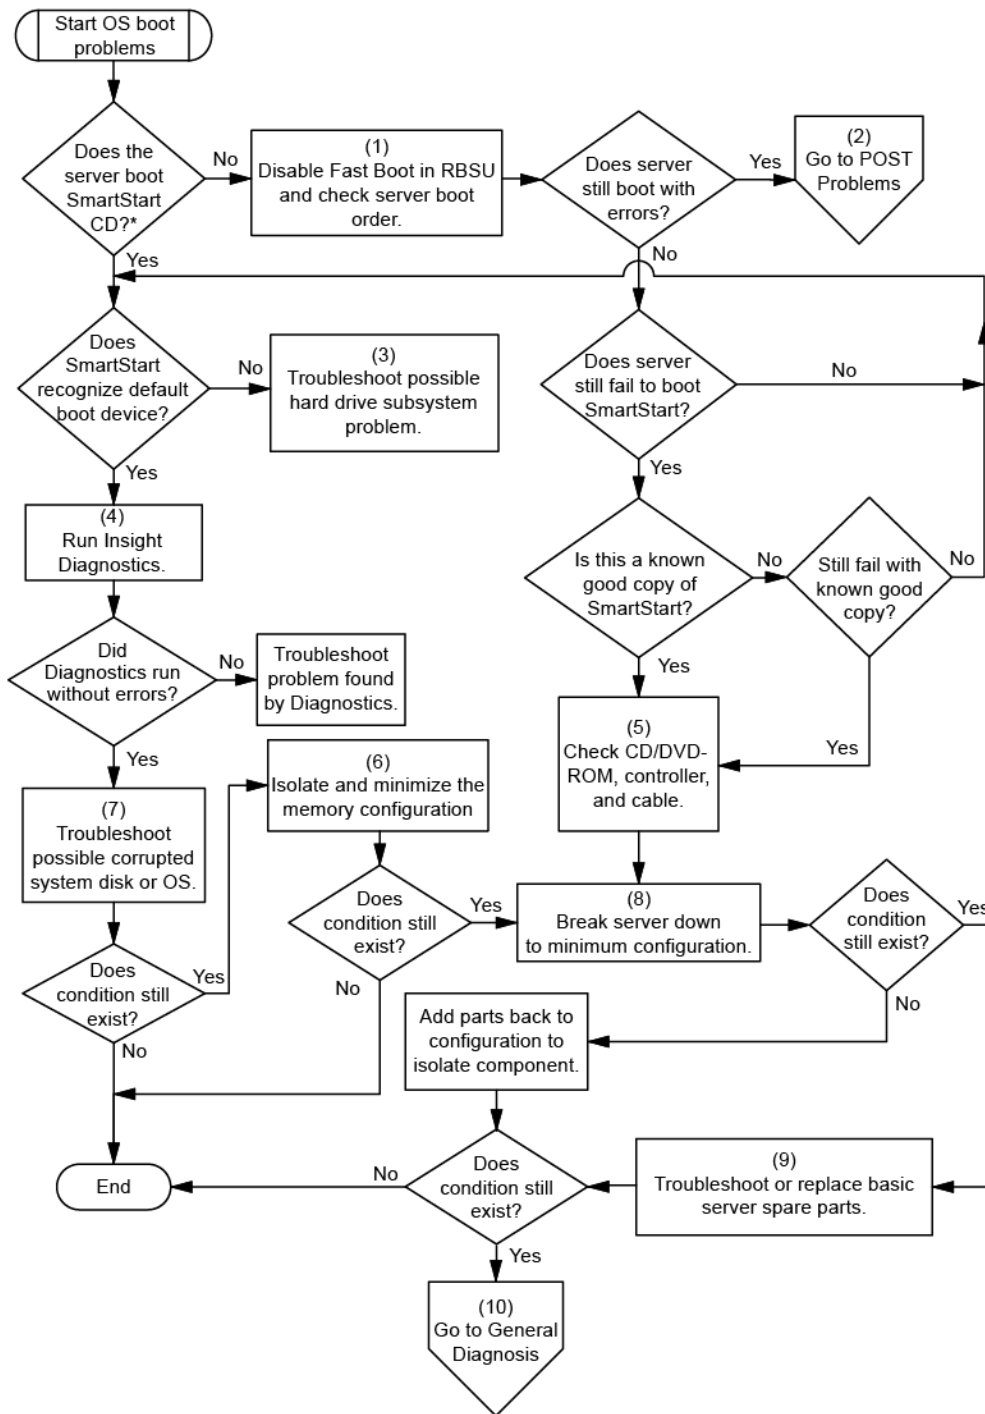 Start OS boot
problems
Does the
server boot
SmartStart
CD?*
No
(1)
Disable Fast Boot in RBSU
and check server boot
order.
Does server
still boot with
errors?
Yes
(2)
Go to POST
Problems
Yes
No
Does
SmartStart
recognize default
boot device?
No
(3)
Troubleshoot possible
hard drive subsystem
problem.
Does server
still fail to boot
SmartStart?
No
Yes
Yes
(4)
Run Insight
Diagnostics.
Is this a known
good copy of
SmartStart?
No
Still fail with
known good
copy?
No
Did
Diagnostics run
without errors?
No
Troubleshoot
problem found
by Diagnostics.
Yes
Yes
Yes
(5)
Check CD/DVD-
ROM, controller,
and cable.
(6)
Isolate and minimize the
memory configuration
(7)
Troubleshoot
possible corrupted
system disk or OS.
Does
condition still
exist?
Yes
(8)
Break server down
to minimum configuration.
Does
condition
still exist?
Yes
No
No
Does
condition still
exist?
Yes
No
Add parts back to
configuration to
isolate component.
End
No
Does
condition still
exist?
(9)
Troubleshoot or replace basic
server spare parts.
Yes
(10)
Go to General
Diagnosis